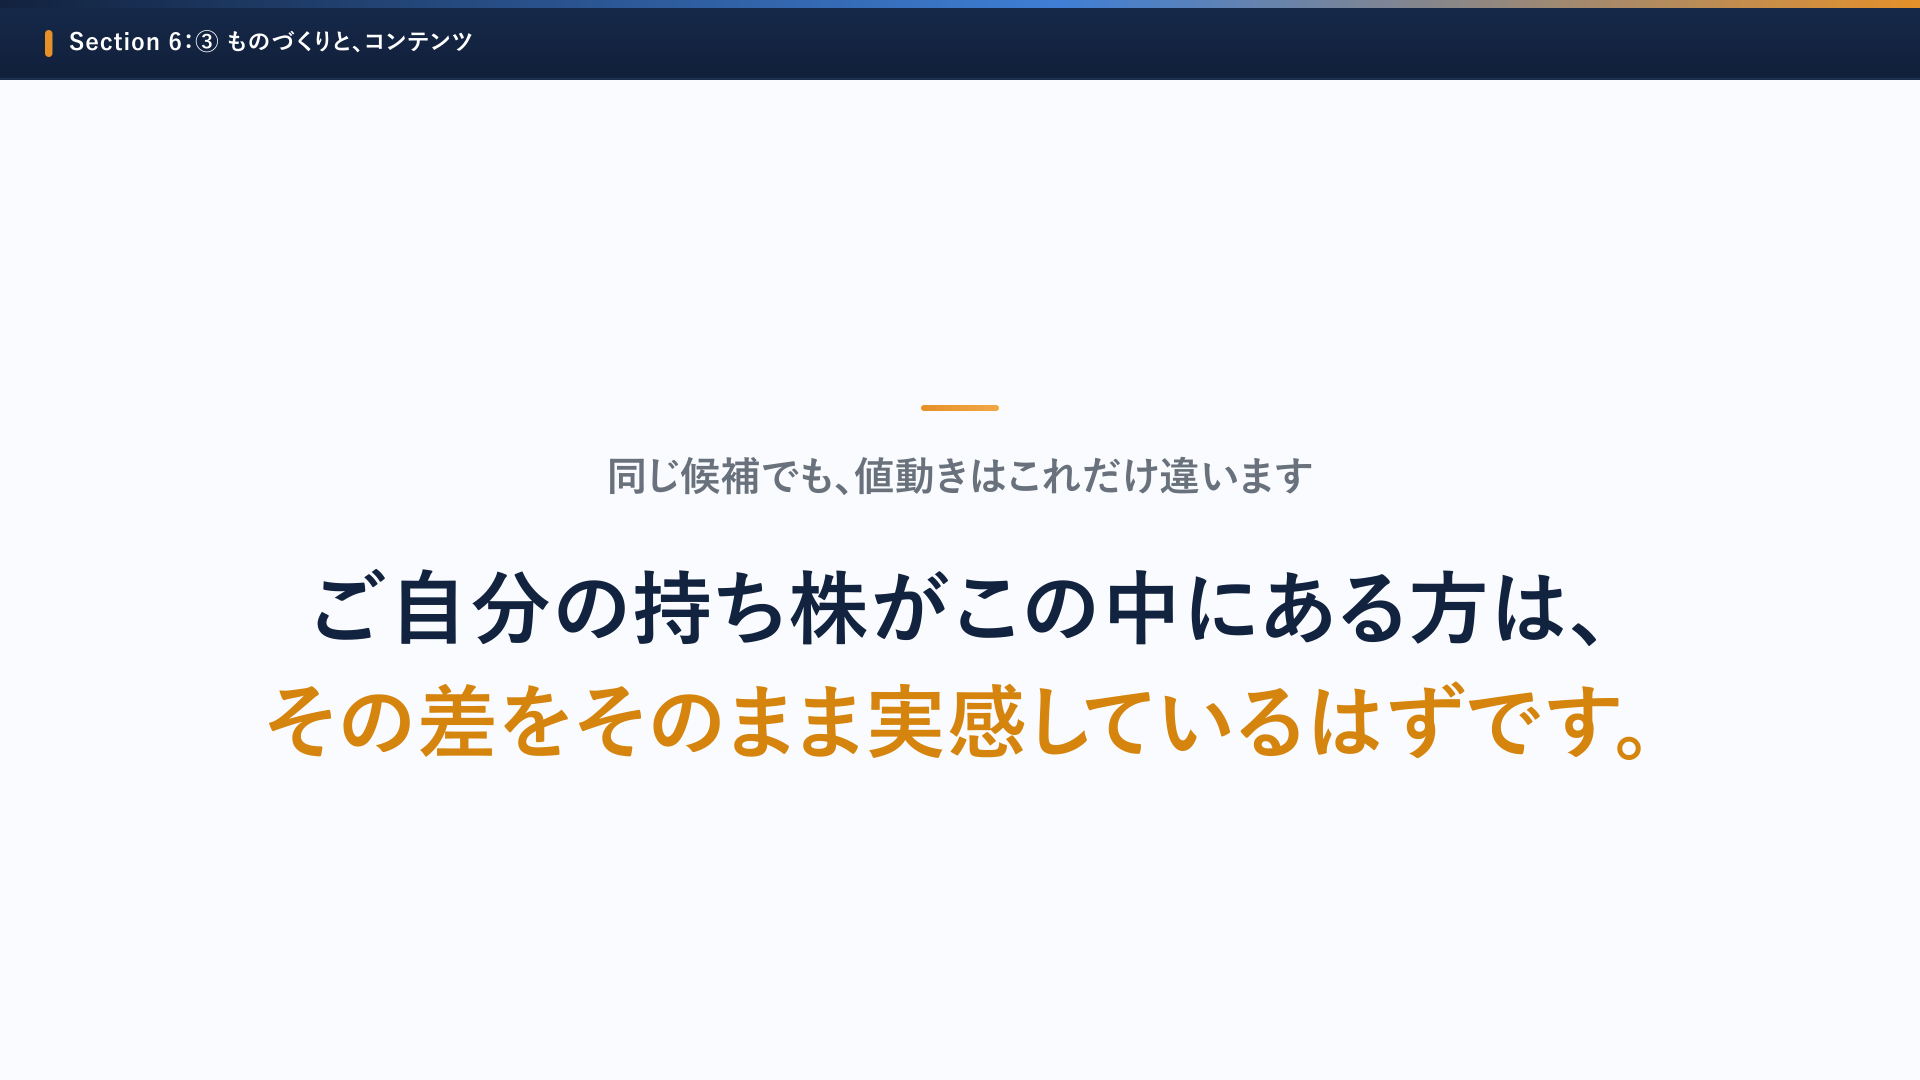 Section 6：③ ものづくりと、コンテンツ
同じ候補でも、値動きはこれだけ違います
ご自分の持ち株がこの中にある方は、
その差をそのまま実感しているはずです。